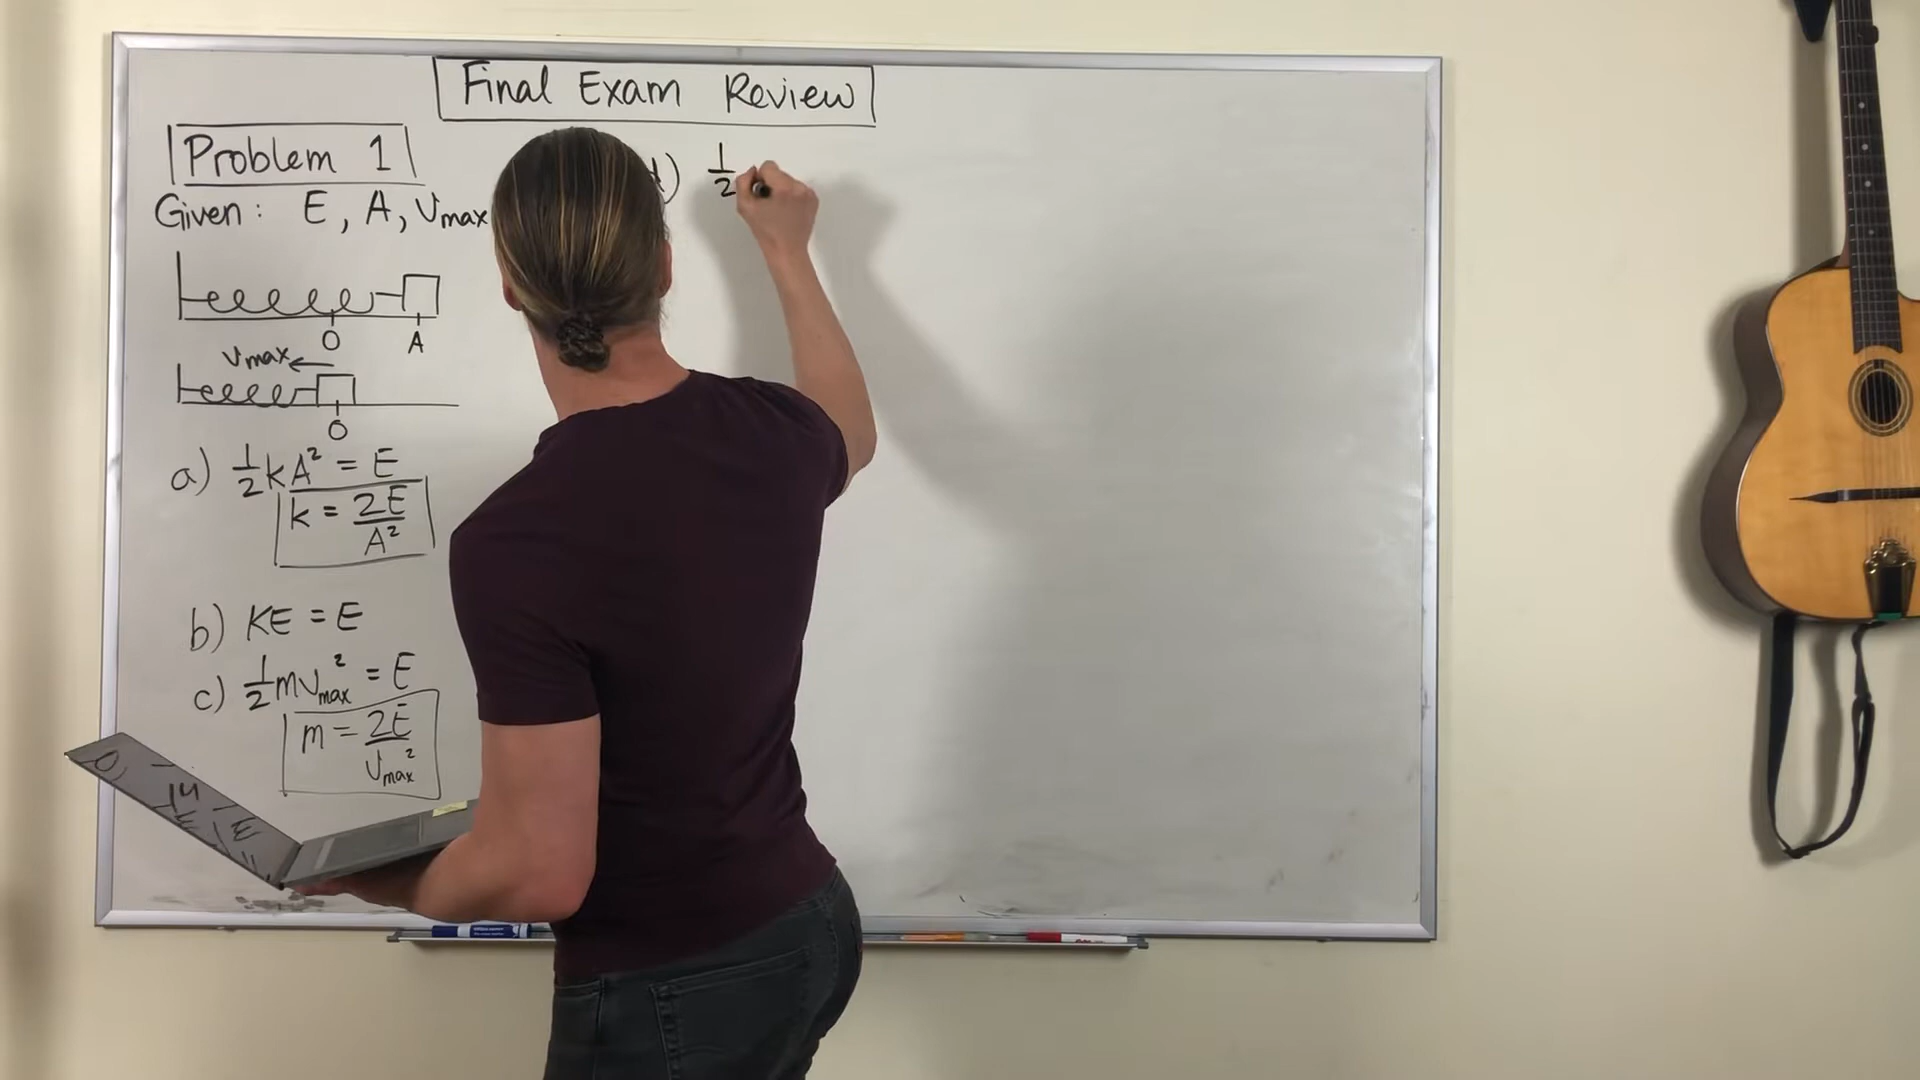 Final Exam Review
Problem 1
Given: E, A, vmax
O A
vmax
O
a) 1/2 kA² = E
k = 2E/A²
b) KE = E
c) 1/2 mvmax² = E
m = 2E/vmax²
d) 1/2